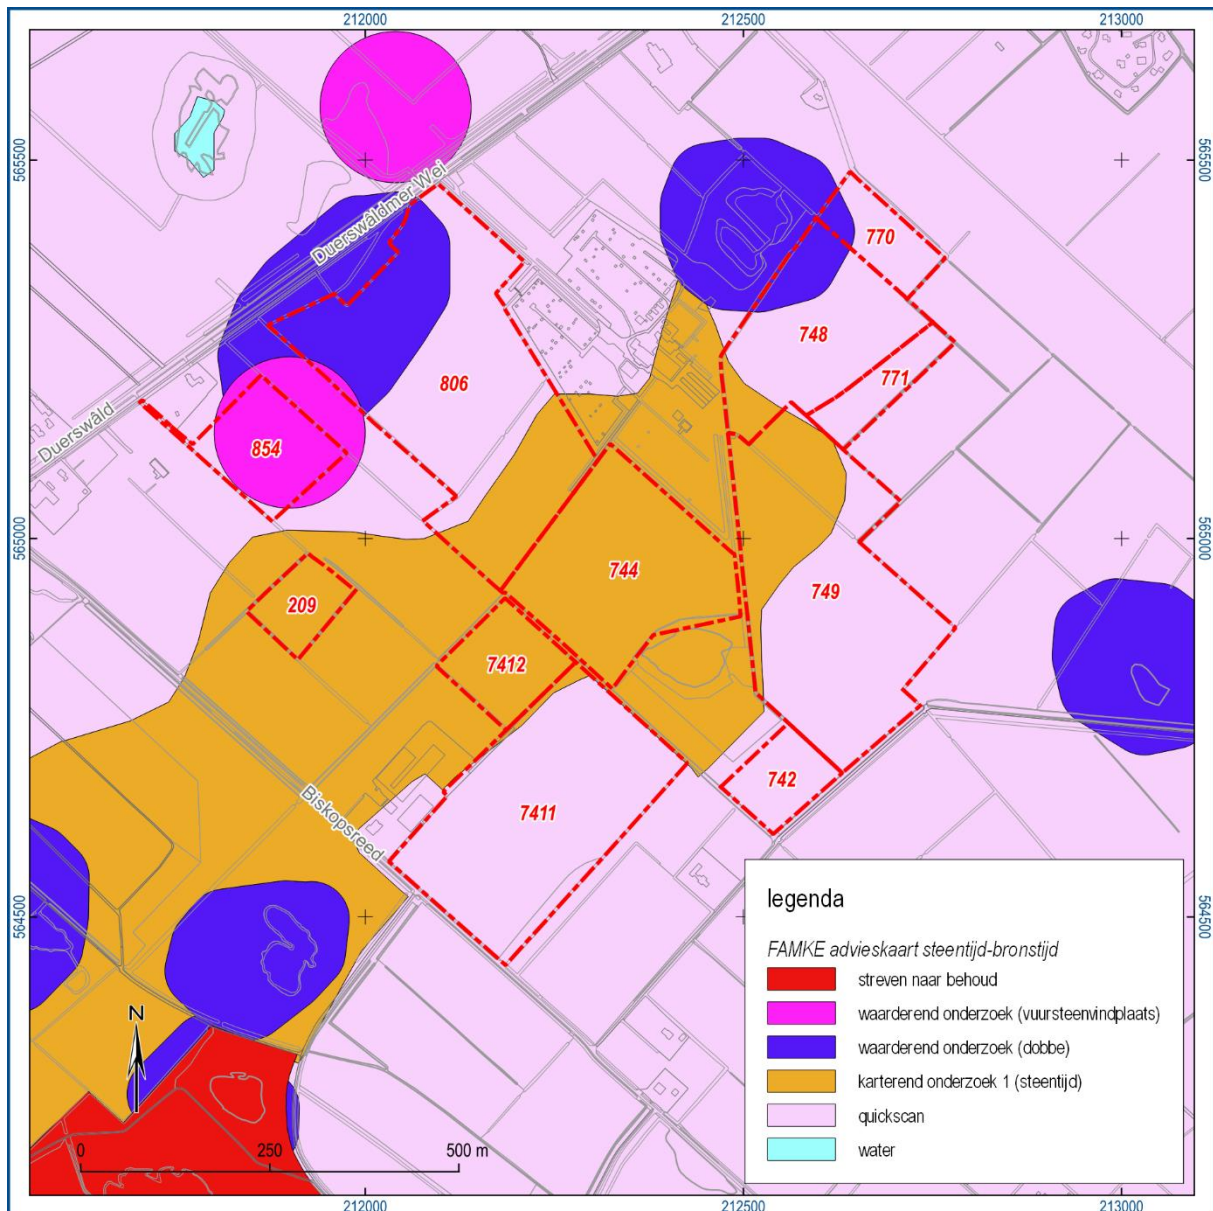 212000
212500
213000
565500
565500
Duerswâldmer Wei
770
748
771
806
Duerswâld
854
565000
565000
744
749
209
7412
742
7411
Biskopsreed
564500
564500
legenda
FAMKE advieskaart steentijd-bronstijd
streven naar behoud
waarderend onderzoek (vuursteenvindplaats)
waarderend onderzoek (dobbe)
karterend onderzoek 1 (steentijd)
quickscan
water
N
0
250
500 m
212000
212500
213000